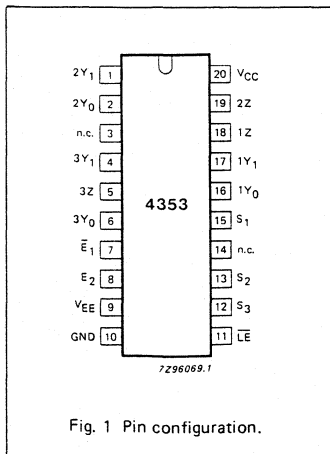 2Y1 1 20 VCC
2Y0 2 19 2Z
n.c. 3 18 1Z
3Y1 4 17 1Y1
3Z 5 16 1Y0
4353
3Y0 6 15 S1
E̅1 7 14 n.c.
E2 8 13 S2
VEE 9 12 S3
GND 10 11 L̅E̅
7Z96069.1
Fig. 1 Pin configuration.